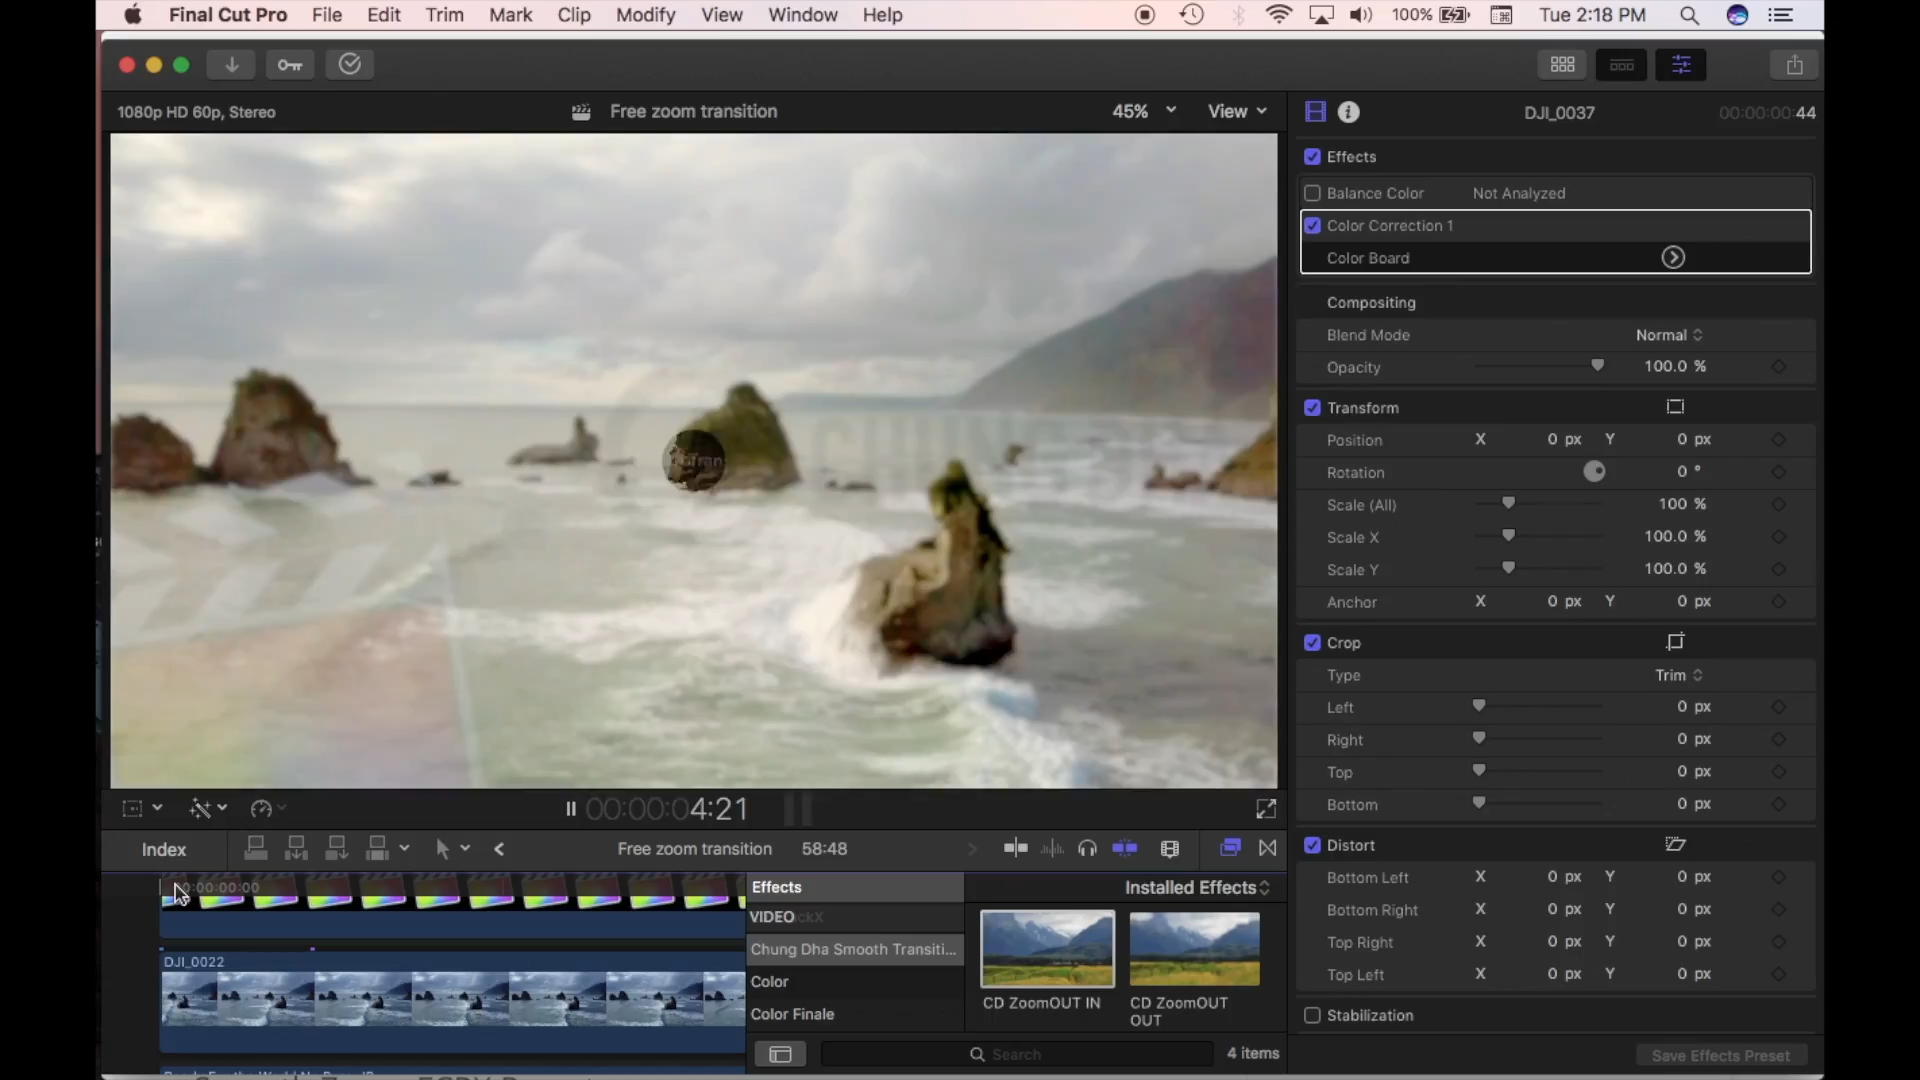 Final Cut Pro File Edit Trim Mark Clip Modify View Window Help 100% Tue 2:18 PM
1080p HD 60p, Stereo Free zoom transition 45% View DJI_0037 00:00:00:44
Effects
Balance Color Not Analyzed
Color Correction 1
Color Board
Compositing
Blend Mode Normal
Opacity 100.0 %
Transform
Position X 0 px Y 0 px
Rotation 0 °
Scale (All) 100 %
Scale X 100.0 %
Scale Y 100.0 %
Anchor X 0 px Y 0 px
Crop
Type Trim
Left 0 px
Right 0 px
Top 0 px
Bottom 0 px
Distort
Bottom Left X 0 px Y 0 px
Bottom Right X 0 px Y 0 px
Top Right X 0 px Y 0 px
Top Left X 0 px Y 0 px
Stabilization
Save Effects Preset
CHUNG
Tran
00:00:04:21
Index Free zoom transition 58:48
00:00:00:00
DJI_0022
Effects Installed Effects
VIDEO
Chung Dha Smooth Transiti...
Color
Color Finale
CD ZoomOUT IN
CD ZoomOUT
OUT
Search 4 items